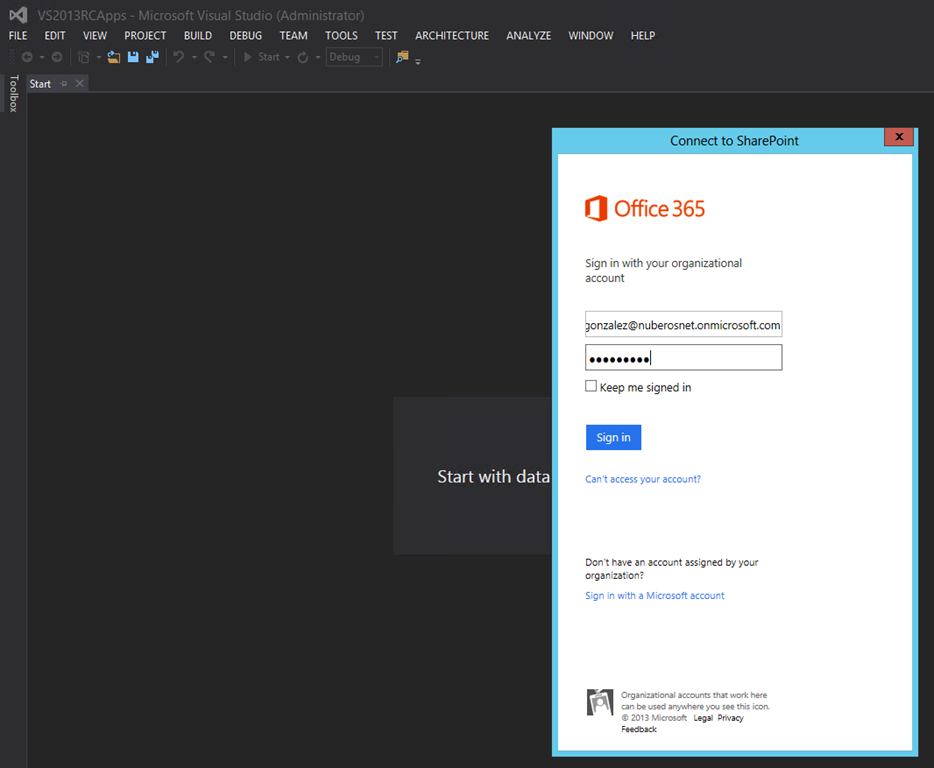 VS2013RCApps - Microsoft Visual Studio (Administrator)
FILE EDIT VIEW PROJECT BUILD DEBUG TEAM TOOLS TEST ARCHITECTURE ANALYZE WINDOW HELP
Start Debug
Toolbox
Start
Connect to SharePoint
x
Office 365
Sign in with your organizational
account
gonzalez@nuberosnet.onmicrosoft.com
•••••••••
Keep me signed in
Sign in
Start with data
Can't access your account?
Don't have an account assigned by your
organization?
Sign in with a Microsoft account
Organizational accounts that work here
can be used anywhere you see this icon.
© 2013 Microsoft Legal Privacy
Feedback